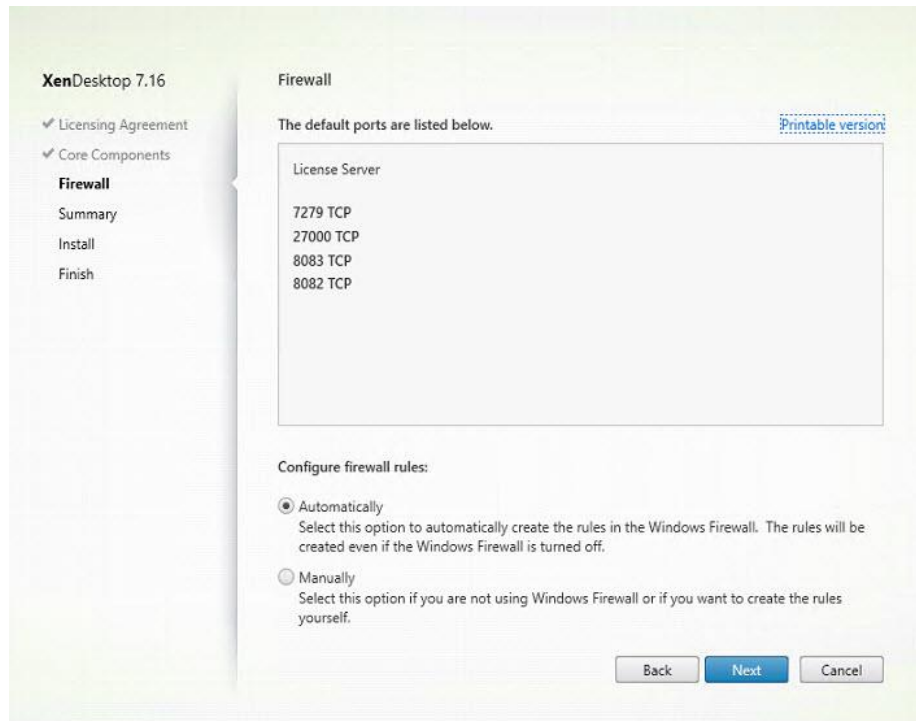 XenDesktop 7.16
Licensing Agreement
Core Components
Firewall
Summary
Install
Finish
Firewall
The default ports are listed below.
Printable version
License Server
7279 TCP
27000 TCP
8083 TCP
8082 TCP
Configure firewall rules:
Automatically
Select this option to automatically create the rules in the Windows Firewall. The rules will be
created even if the Windows Firewall is turned off.
Manually
Select this option if you are not using Windows Firewall or if you want to create the rules
yourself.
Back
Next
Cancel